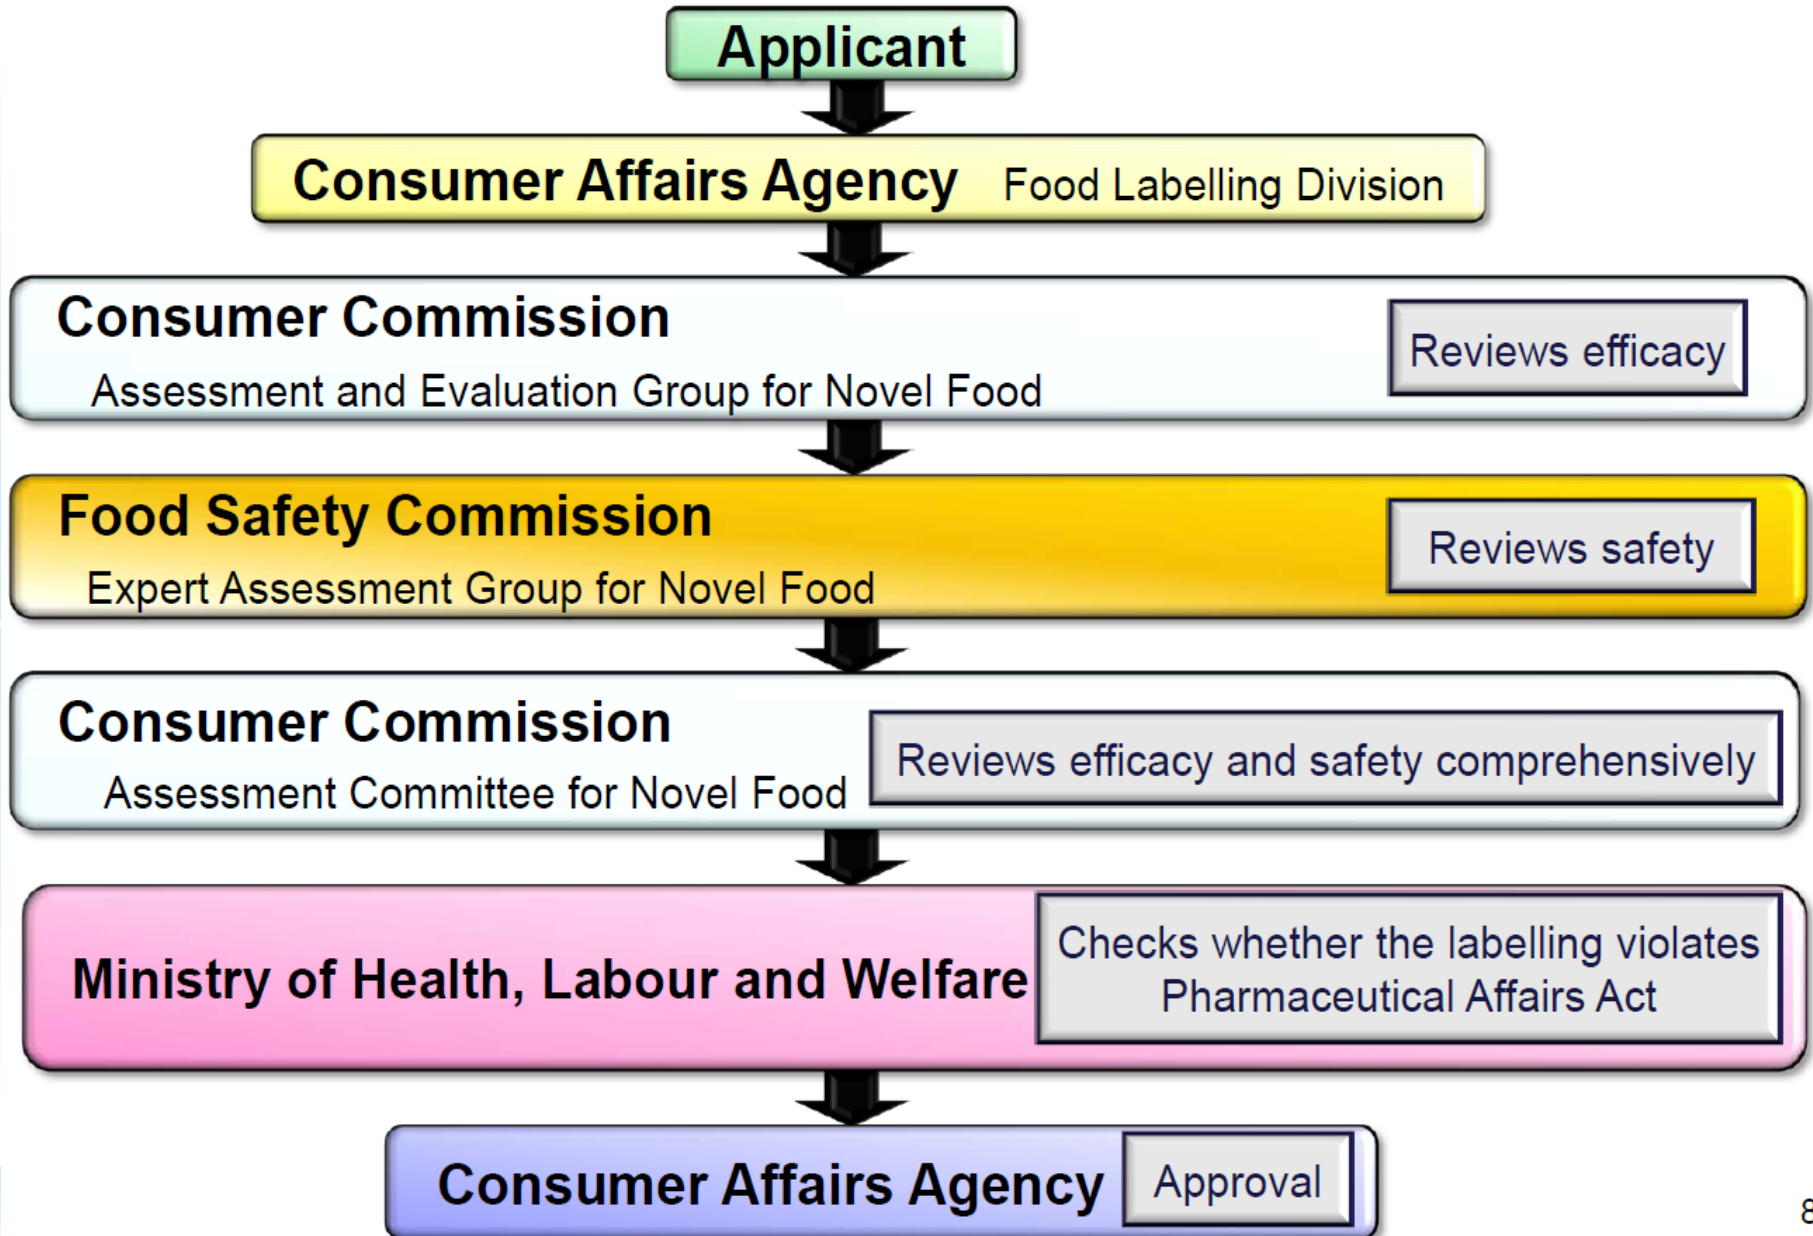 Applicant
Consumer Affairs Agency Food Labelling Division
Consumer Commission
Assessment and Evaluation Group for Novel Food
Reviews efficacy
Food Safety Commission
Expert Assessment Group for Novel Food
Reviews safety
Consumer Commission
Assessment Committee for Novel Food
Reviews efficacy and safety comprehensively
Ministry of Health, Labour and Welfare
Checks whether the labelling violates
Pharmaceutical Affairs Act
Consumer Affairs Agency
Approval
8